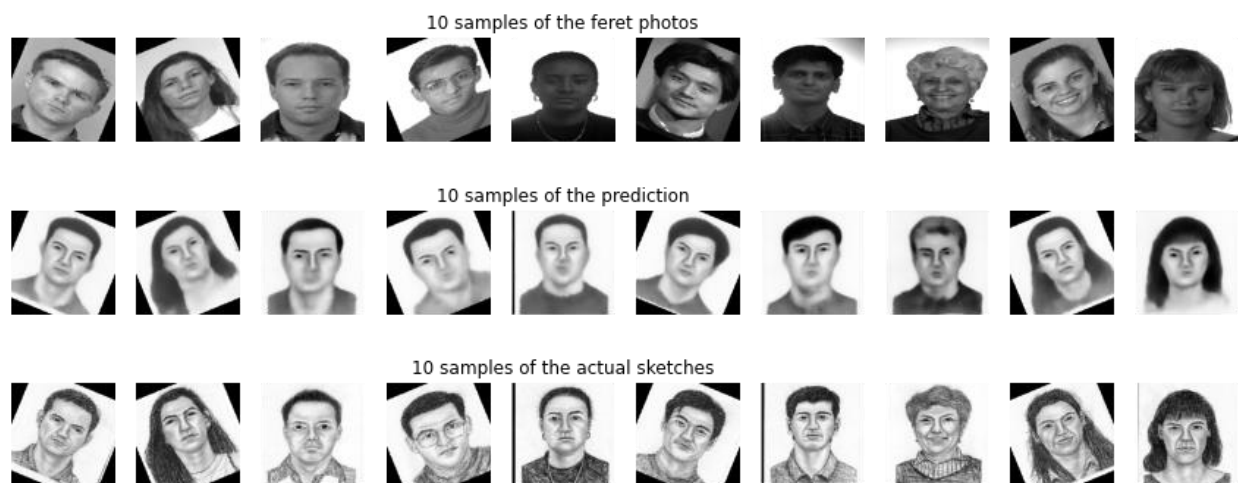 10 samples of the feret photos
10 samples of the prediction
10 samples of the actual sketches